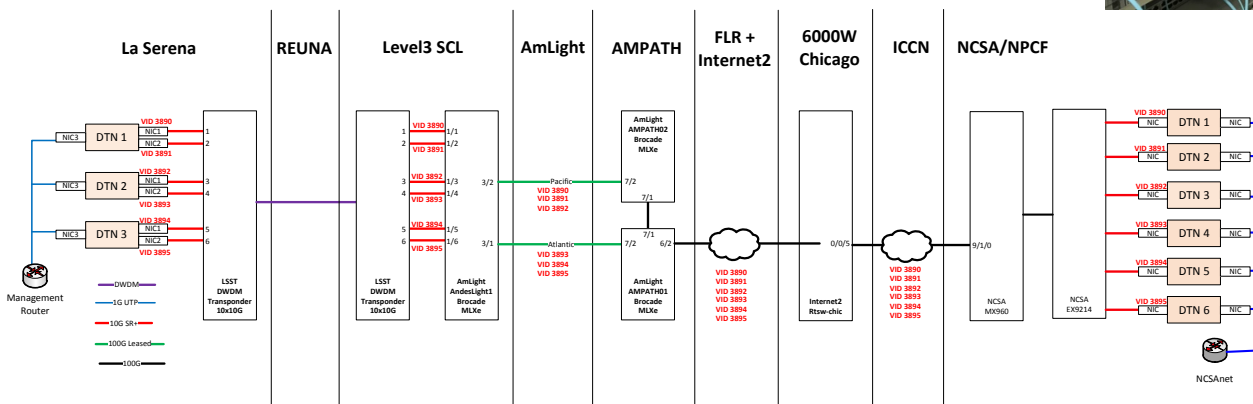 La Serena
REUNA
Level3 SCL
AmLight
AMPATH
FLR +
Internet2
6000W
Chicago
ICCN
NCSA/NPCF
VID 3890
NIC3
DTN 1
NIC1
NIC2
VID 3891
VID 3892
NIC3
DTN 2
NIC1
NIC2
VID 3893
VID 3894
NIC3
DTN 3
NIC1
NIC2
VID 3895
Management
Router
DWDM
1G UTP
10G SR+
100G Leased
100G
1
2
3
4
5
6
LSST
DWDM
Transponder
10x10G
1
2
3
4
5
6
LSST
DWDM
Transponder
10x10G
VID 3890
VID 3891
VID 3892
VID 3893
VID 3894
VID 3895
1/1
1/2
1/3
1/4
1/5
1/6
3/2
3/1
AmLight
AndesLight1
Brocade
MLXe
Pacific
VID 3890
VID 3891
VID 3892
Atlantic
VID 3893
VID 3894
VID 3895
AmLight
AMPATH02
Brocade
MLXe
7/2
7/1
7/1
7/2
6/2
AmLight
AMPATH01
Brocade
MLXe
VID 3890
VID 3891
VID 3892
VID 3893
VID 3894
VID 3895
0/0/5
Internet2
Rtsw-chic
VID 3890
VID 3891
VID 3892
VID 3893
VID 3894
VID 3895
9/1/0
NCSA
MX960
NCSA
EX9214
VID 3890
NIC
DTN 1
NIC
VID 3891
NIC
DTN 2
NIC
VID 3892
NIC
DTN 3
NIC
VID 3893
NIC
DTN 4
NIC
VID 3894
NIC
DTN 5
NIC
VID 3895
NIC
DTN 6
NIC
NCSAnet